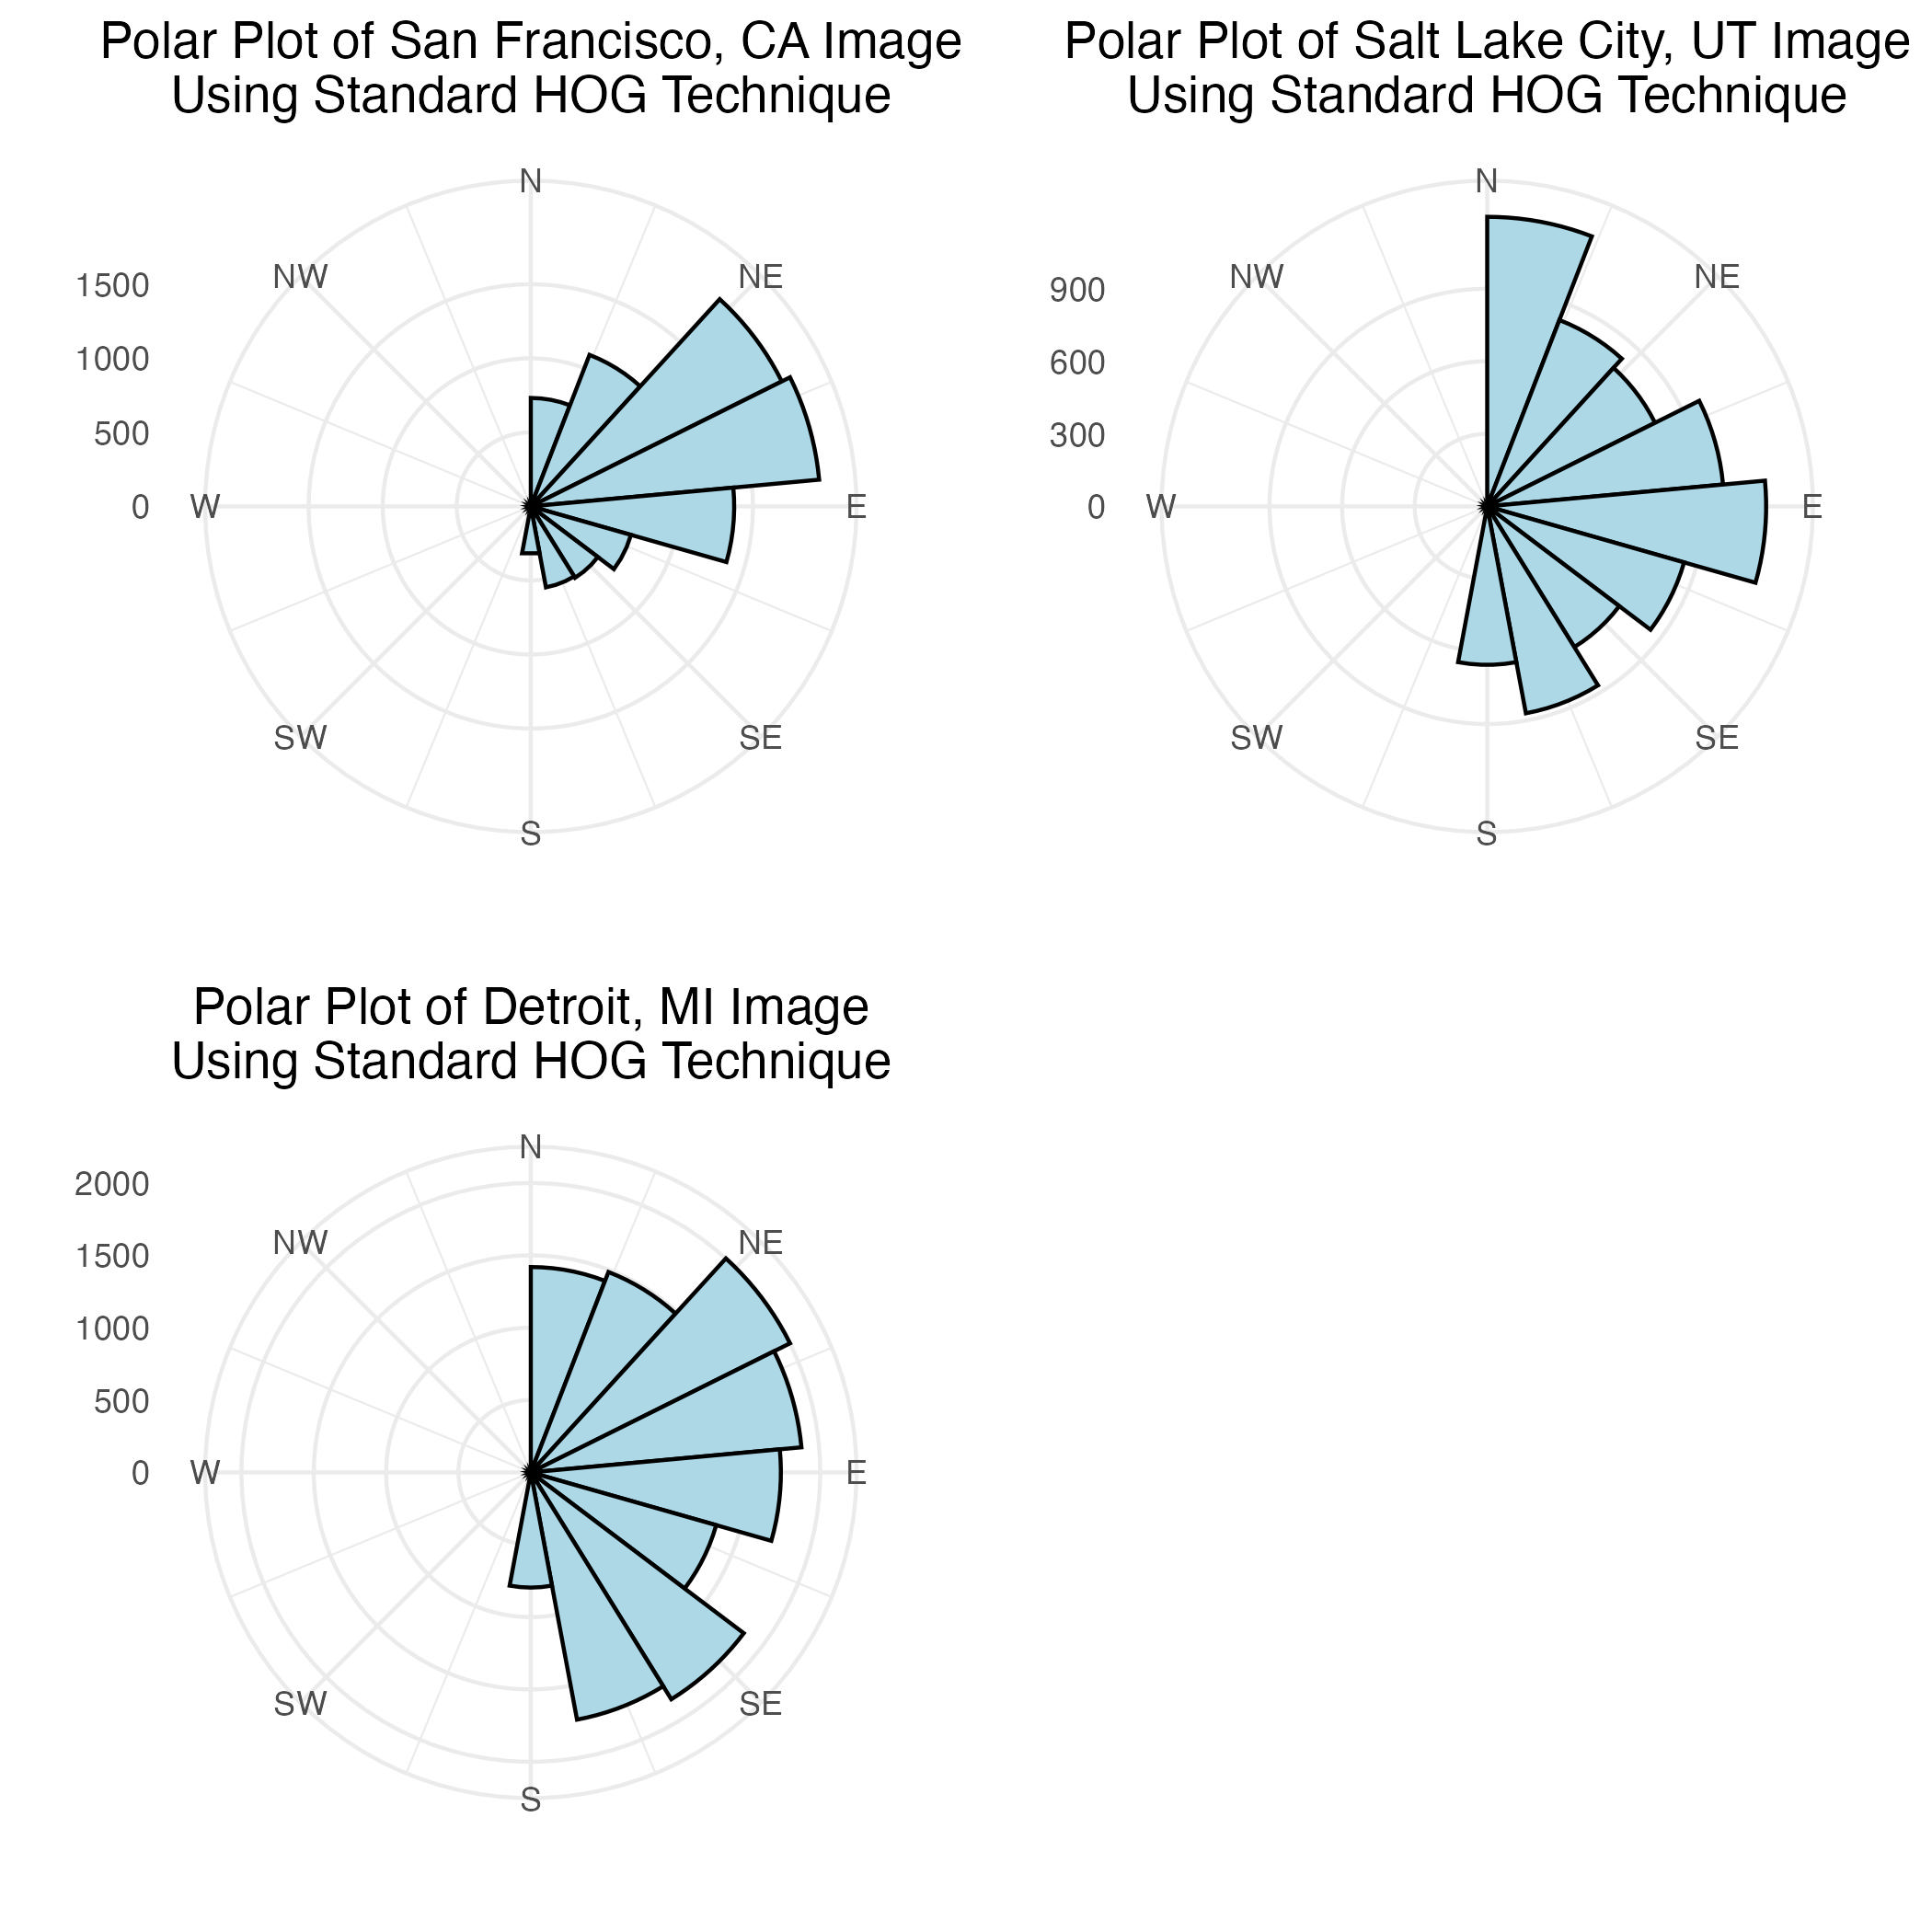 Polar Plot of San Francisco, CA Image
Using Standard HOG Technique
N
NE
E
SE
S
SW
W
NW
1500
1000
500
0
Polar Plot of Salt Lake City, UT Image
Using Standard HOG Technique
N
NE
E
SE
S
SW
W
NW
900
600
300
0
Polar Plot of Detroit, MI Image
Using Standard HOG Technique
N
NE
E
SE
S
SW
W
NW
2000
1500
1000
500
0